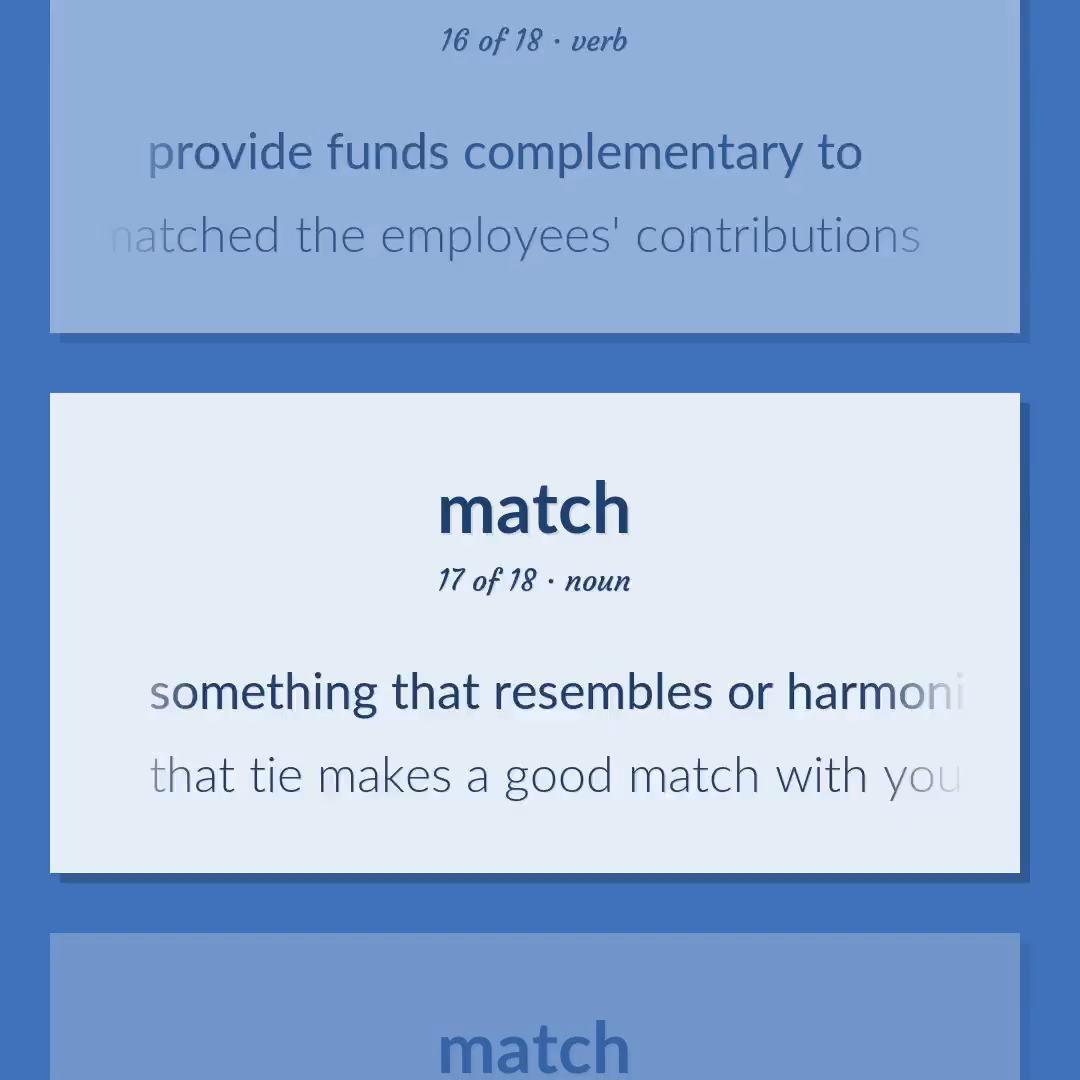 16 of 18 · verb
provide funds complementary to
matched the employees' contributions
match
17 of 18 · noun
something that resembles or harmoni
that tie makes a good match with you
match